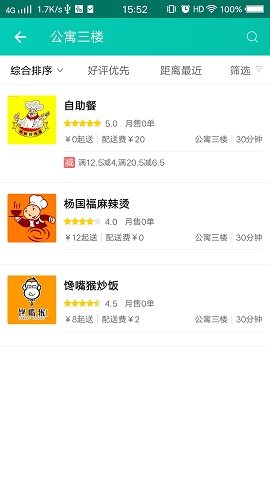 4G 1.7K/s 15:52 HD 100%
公寓三楼
综合排序 好评优先 距离最近 筛选
自助餐
5.0 月售0单
￥0起送 配送费￥20 公寓三楼 30分钟
减 满12.5减4,满20.5减6.5
杨国福麻辣烫
4.0 月售0单
￥12起送 配送费￥0 公寓三楼 30分钟
馋嘴猴炒饭
4.5 月售0单
￥8起送 配送费￥2 公寓三楼 30分钟
馋嘴猴